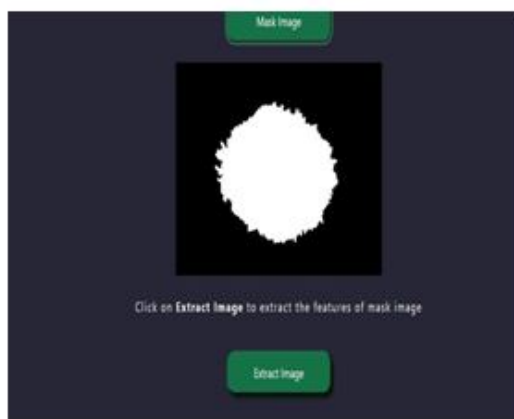 Mask Image
Click on Extract Image to extract the features of mask image
Extract Image